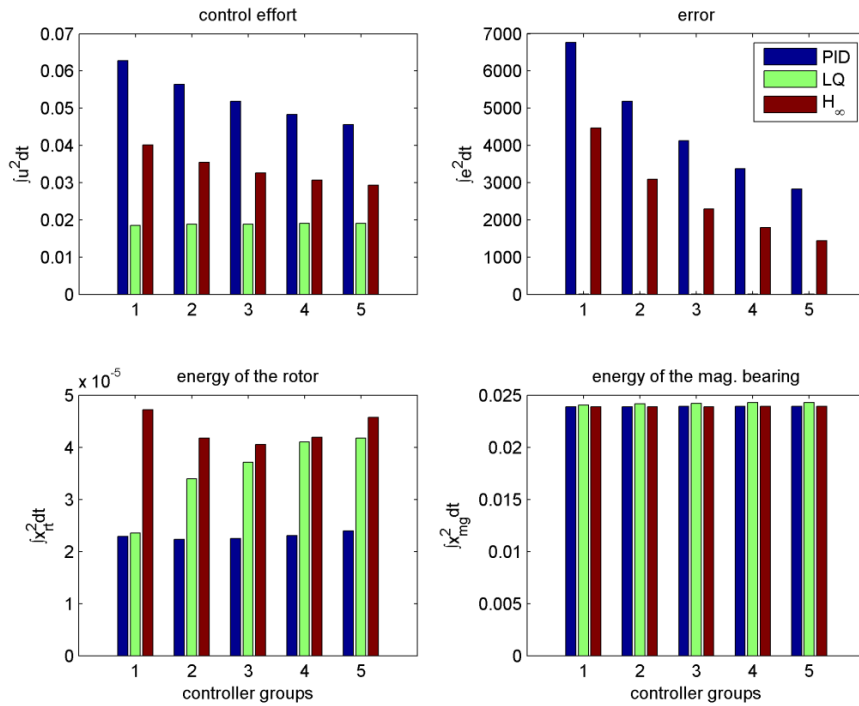 control effort
0.07
0.06
0.05
0.04
0.03
0.02
0.01
0
∫u²dt
1 2 3 4 5
error
7000
6000
5000
4000
3000
2000
1000
0
∫e²dt
1 2 3 4 5
PID
LQ
H∞
x 10⁻⁵
energy of the rotor
5
4
3
2
1
0
∫x²rtdt
1 2 3 4 5
controller groups
energy of the mag. bearing
0.025
0.02
0.015
0.01
0.005
0
∫x²mgdt
1 2 3 4 5
controller groups